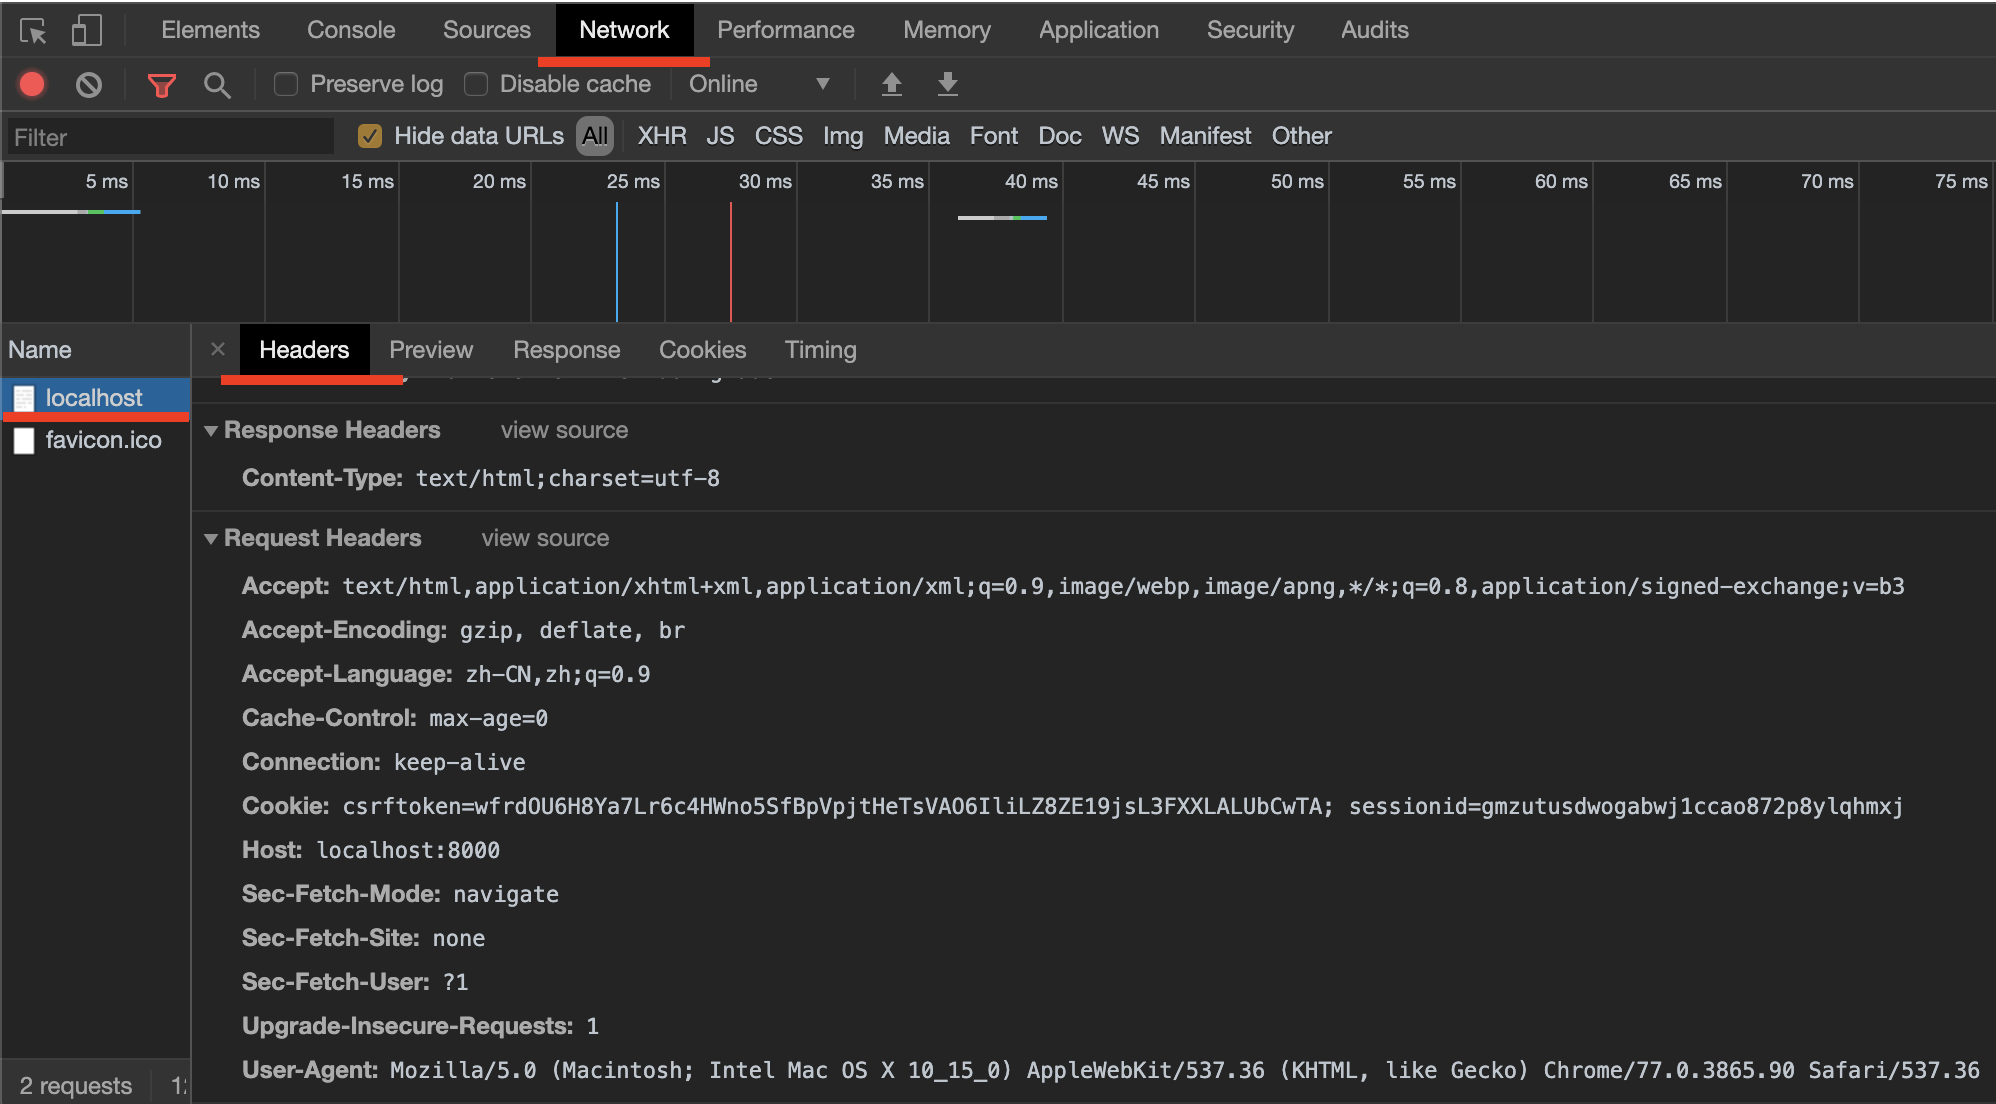 Elements Console Sources Network Performance Memory Application Security Audits
Preserve log Disable cache Online
Filter Hide data URLs All XHR JS CSS Img Media Font Doc WS Manifest Other
5 ms 10 ms 15 ms 20 ms 25 ms 30 ms 35 ms 40 ms 45 ms 50 ms 55 ms 60 ms 65 ms 70 ms 75 ms
Name × Headers Preview Response Cookies Timing
localhost
favicon.ico
Response Headers view source
Content-Type: text/html;charset=utf-8
Request Headers view source
Accept: text/html,application/xhtml+xml,application/xml;q=0.9,image/webp,image/apng,*/*;q=0.8,application/signed-exchange;v=b3
Accept-Encoding: gzip, deflate, br
Accept-Language: zh-CN,zh;q=0.9
Cache-Control: max-age=0
Connection: keep-alive
Cookie: csrftoken=wfrdOU6H8Ya7Lr6c4HWno5SfBpVpjtHeTsVAO6IliLZ8ZE19jsL3FXXLALUbCwTA; sessionid=gmzutusdwogabwj1ccao872p8ylqhmxj
Host: localhost:8000
Sec-Fetch-Mode: navigate
Sec-Fetch-Site: none
Sec-Fetch-User: ?1
Upgrade-Insecure-Requests: 1
User-Agent: Mozilla/5.0 (Macintosh; Intel Mac OS X 10_15_0) AppleWebKit/537.36 (KHTML, like Gecko) Chrome/77.0.3865.90 Safari/537.36
2 requests